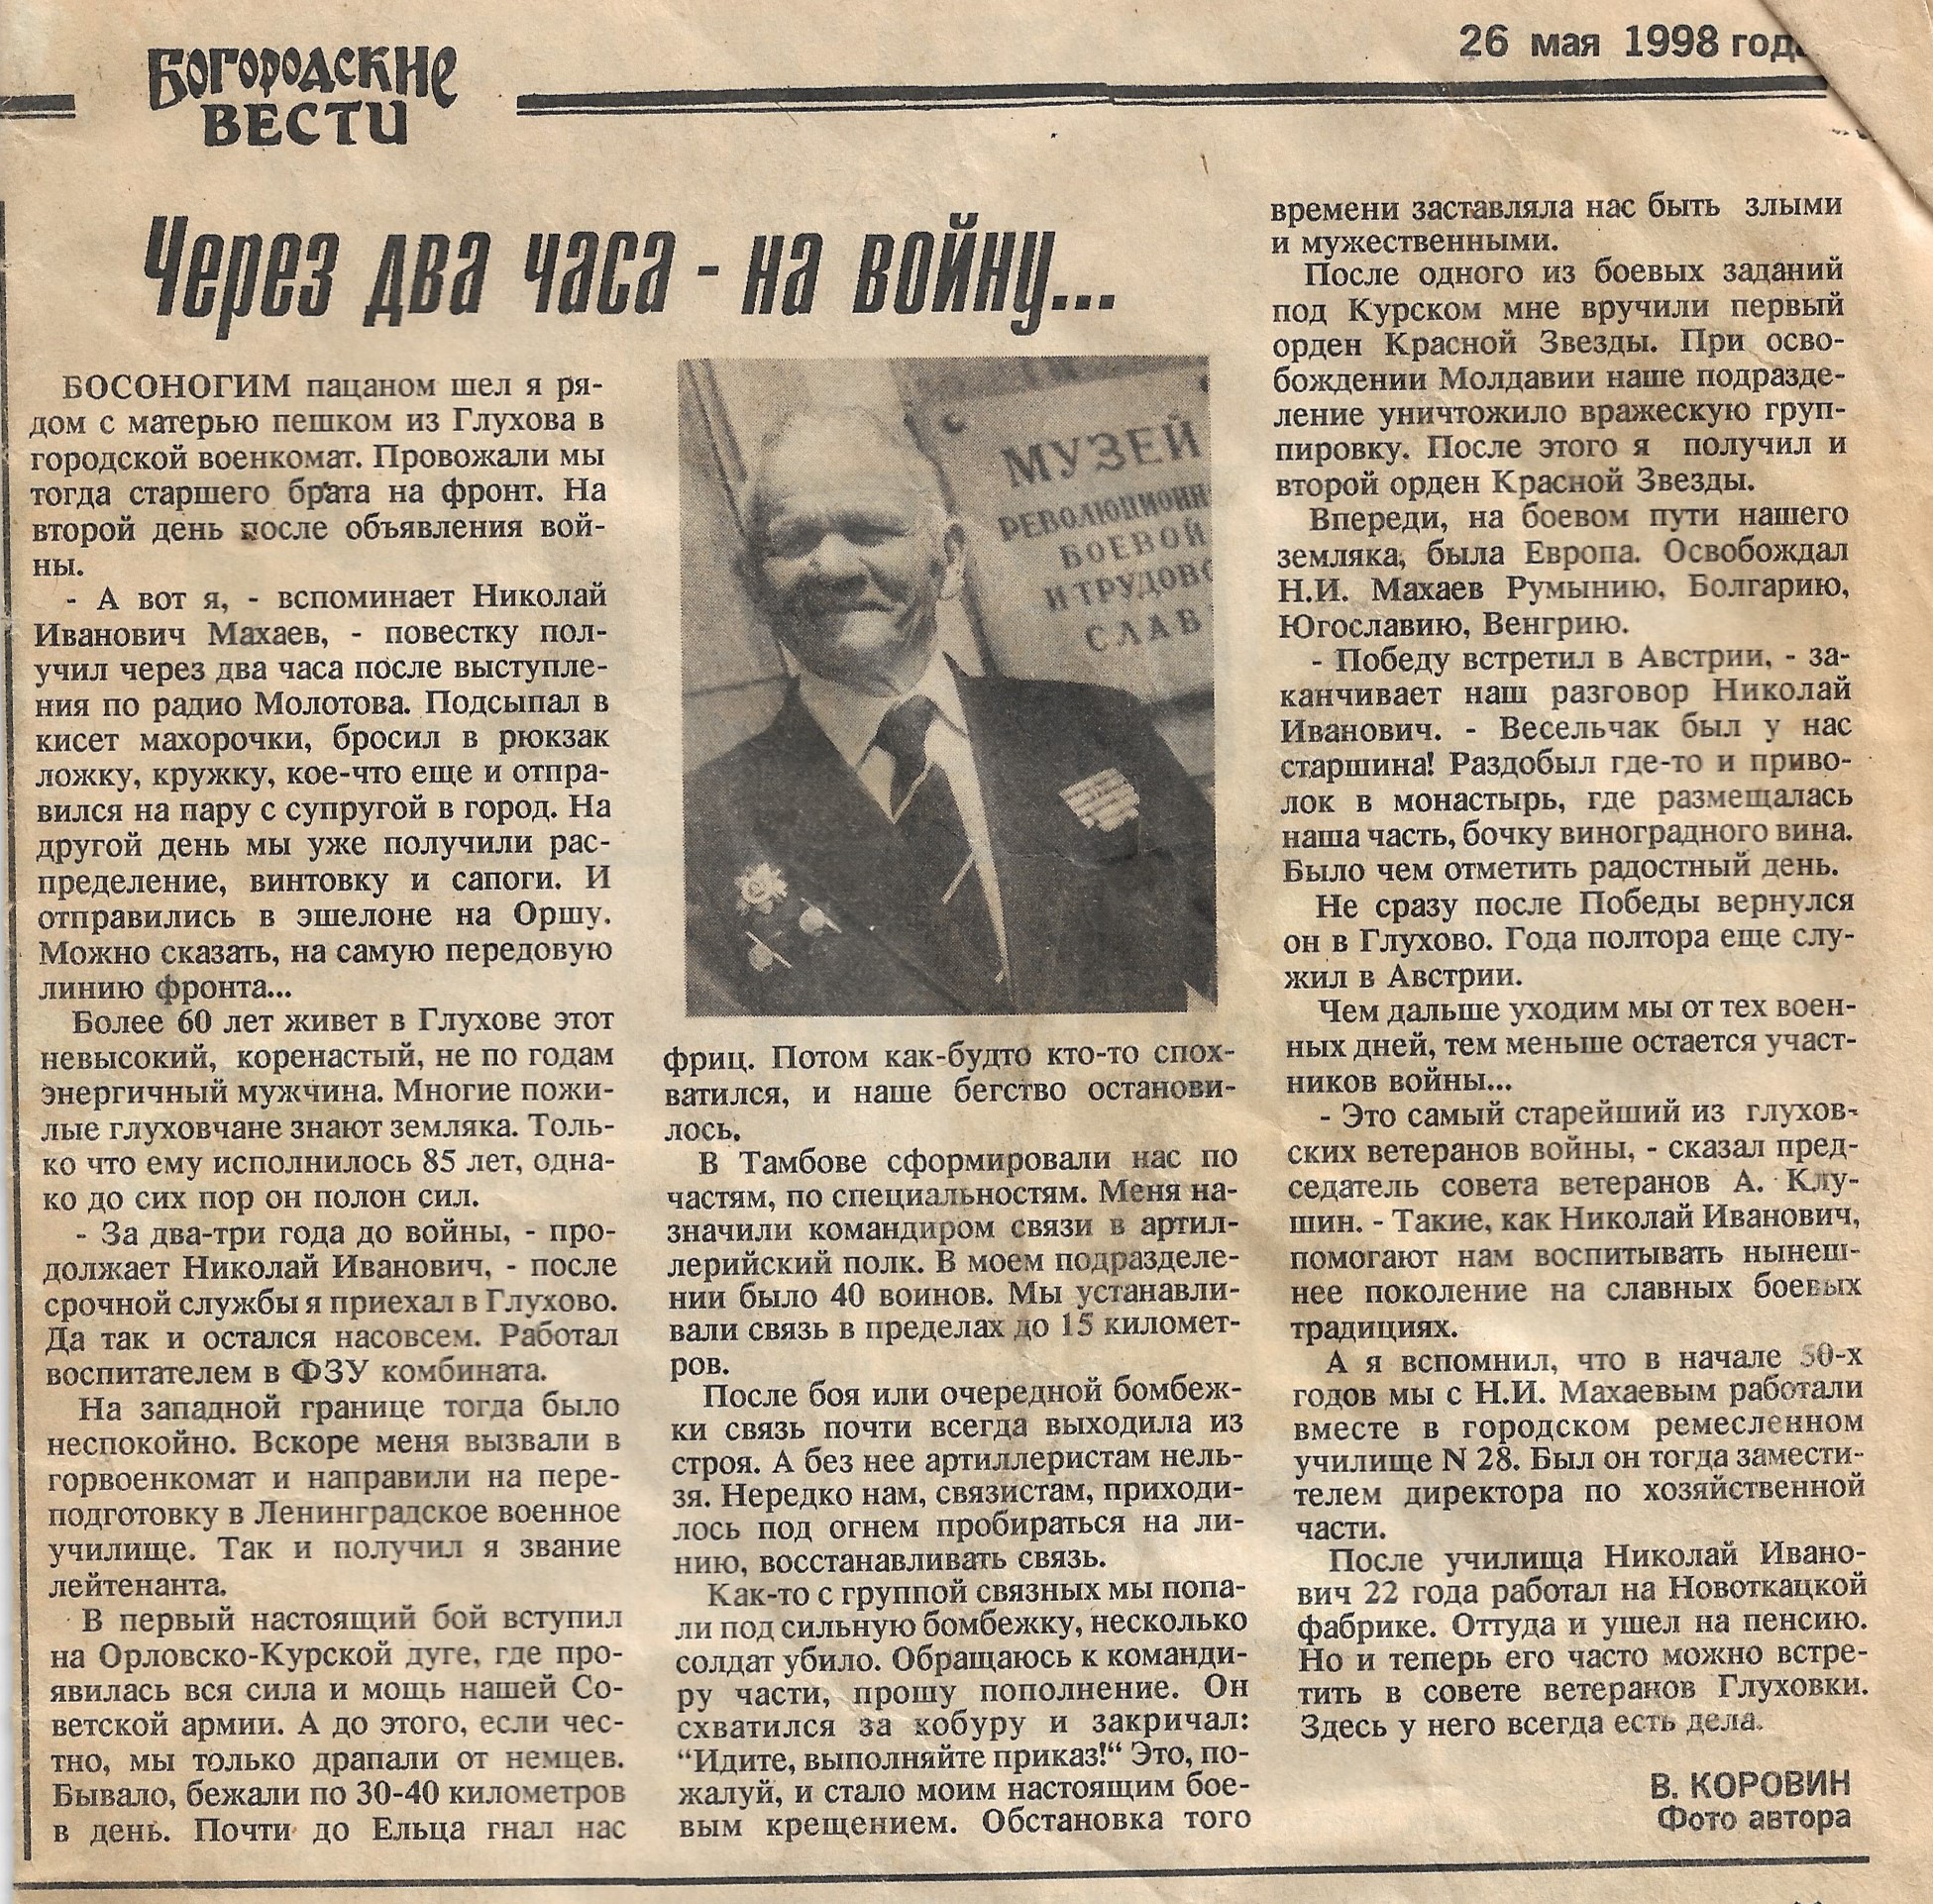 БОГОРОДСКИЕ
ВЕСТИ
26 мая 1998 года
Через два часа - на войну...
БОСОНОГИМ пацаном шел я ря-
дом с матерью пешком из Глухова в
городской военкомат. Провожали мы
тогда старшего брата на фронт. На
второй день после объявления вой-
ны.
- А вот я, - вспоминает Николай
Иванович Махаев, - повестку пол-
учил через два часа после выступле-
ния по радио Молотова. Подсыпал в
кисет махорочки, бросил в рюкзак
ложку, кружку, кое-что еще и отпра-
вился на пару с супругой в город. На
другой день мы уже получили рас-
пределение, винтовку и сапоги. И
отправились в эшелоне на Оршу.
Можно сказать, на самую передовую
линию фронта...
Более 60 лет живет в Глухове этот
невысокий, коренастый, не по годам
энергичный мужчина. Многие пожи-
лые глуховчане знают земляка. Толь-
ко что ему исполнилось 85 лет, одна-
ко до сих пор он полон сил.
- За два-три года до войны, - про-
должает Николай Иванович, - после
срочной службы я приехал в Глухово.
Да так и остался насовсем. Работал
воспитателем в ФЗУ комбината.
На западной границе тогда было
неспокойно. Вскоре меня вызвали в
горвоенкомат и направили на пере-
подготовку в Ленинградское военное
училище. Так и получил я звание
лейтенанта.
В первый настоящий бой вступил
на Орловско-Курской дуге, где про-
явилась вся сила и мощь нашей Со-
ветской армии. А до этого, если чес-
тно, мы только драпали от немцев.
Бывало, бежали по 30-40 километров
в день. Почти до Ельца гнал нас
МУЗЕЙ
РЕВОЛЮЦИОНН
БОЕВОЙ
И ТРУДОВО
СЛАВ
фриц. Потом как-будто кто-то спох-
ватился, и наше бегство останови-
лось.
В Тамбове сформировали нас по
частям, по специальностям. Меня на-
значили командиром связи в артил-
лерийский полк. В моем подразделе-
нии было 40 воинов. Мы устанавли-
вали связь в пределах до 15 километ-
ров.
После боя или очередной бомбеж-
ки связь почти всегда выходила из
строя. А без нее артиллеристам нель-
зя. Нередко нам, связистам, приходи-
лось под огнем пробираться на ли-
нию, восстанавливать связь.
Как-то с группой связных мы попа-
ли под сильную бомбежку, несколько
солдат убило. Обращаюсь к команди-
ру части, прошу пополнение. Он
схватился за кобуру и закричал:
“Идите, выполняйте приказ!“ Это, по-
жалуй, и стало моим настоящим бое-
вым крещением. Обстановка того
времени заставляла нас быть злыми
и мужественными.
После одного из боевых заданий
под Курском мне вручили первый
орден Красной Звезды. При осво-
бождении Молдавии наше подразде-
ление уничтожило вражескую груп-
пировку. После этого я получил и
второй орден Красной Звезды.
Впереди, на боевом пути нашего
земляка, была Европа. Освобождал
Н.И. Махаев Румынию, Болгарию,
Югославию, Венгрию.
- Победу встретил в Австрии, - за-
канчивает наш разговор Николай
Иванович. - Весельчак был у нас
старшина! Раздобыл где-то и приво-
лок в монастырь, где размещалась
наша часть, бочку виноградного вина.
Было чем отметить радостный день.
Не сразу после Победы вернулся
он в Глухово. Года полтора еще слу-
жил в Австрии.
Чем дальше уходим мы от тех воен-
ных дней, тем меньше остается участ-
ников войны...
- Это самый старейший из глухов-
ских ветеранов войны, - сказал пред-
седатель совета ветеранов А. Клу-
шин. - Такие, как Николай Иванович,
помогают нам воспитывать нынеш-
нее поколение на славных боевых
традициях.
А я вспомнил, что в начале 50-х
годов мы с Н.И. Махаевым работали
вместе в городском ремесленном
училище N 28. Был он тогда замести-
телем директора по хозяйственной
части.
После училища Николай Ивано-
вич 22 года работал на Новоткацкой
фабрике. Оттуда и ушел на пенсию.
Но и теперь его часто можно встре-
тить в совете ветеранов Глуховки.
Здесь у него всегда есть дела.
В. КОРОВИН
Фото автора